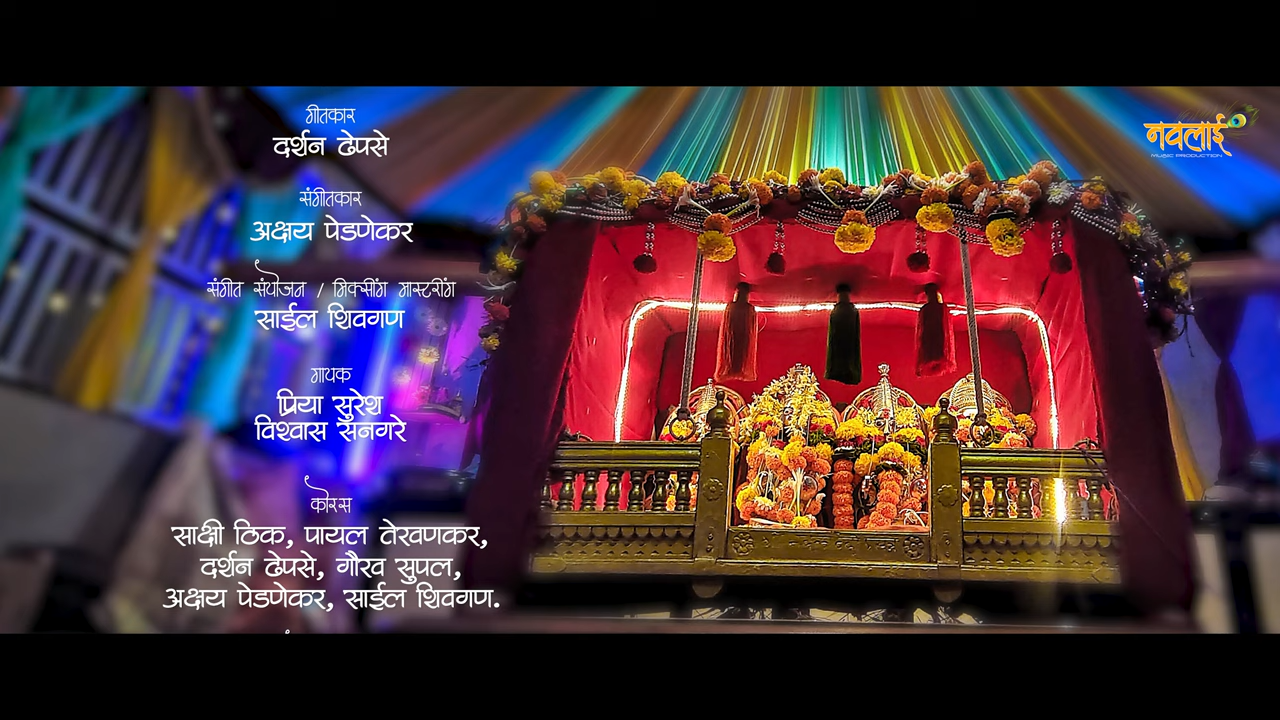 गीतकार
दर्शन ढेपसे
संगीतकार
अक्षय पेडणेकर
संगीत संयोजन / मिक्सींग मास्टरींग
साईल शिवगण
गायक
प्रिया सुरेश
विश्वास सनगरे
कोरस
साक्षी ठिक, पायल तेरवणकर,
दर्शन ढेपसे, गौरव सुपल,
अक्षय पेडणेकर, साईल शिवगण.
नवलाई
MUSIC PRODUCTION